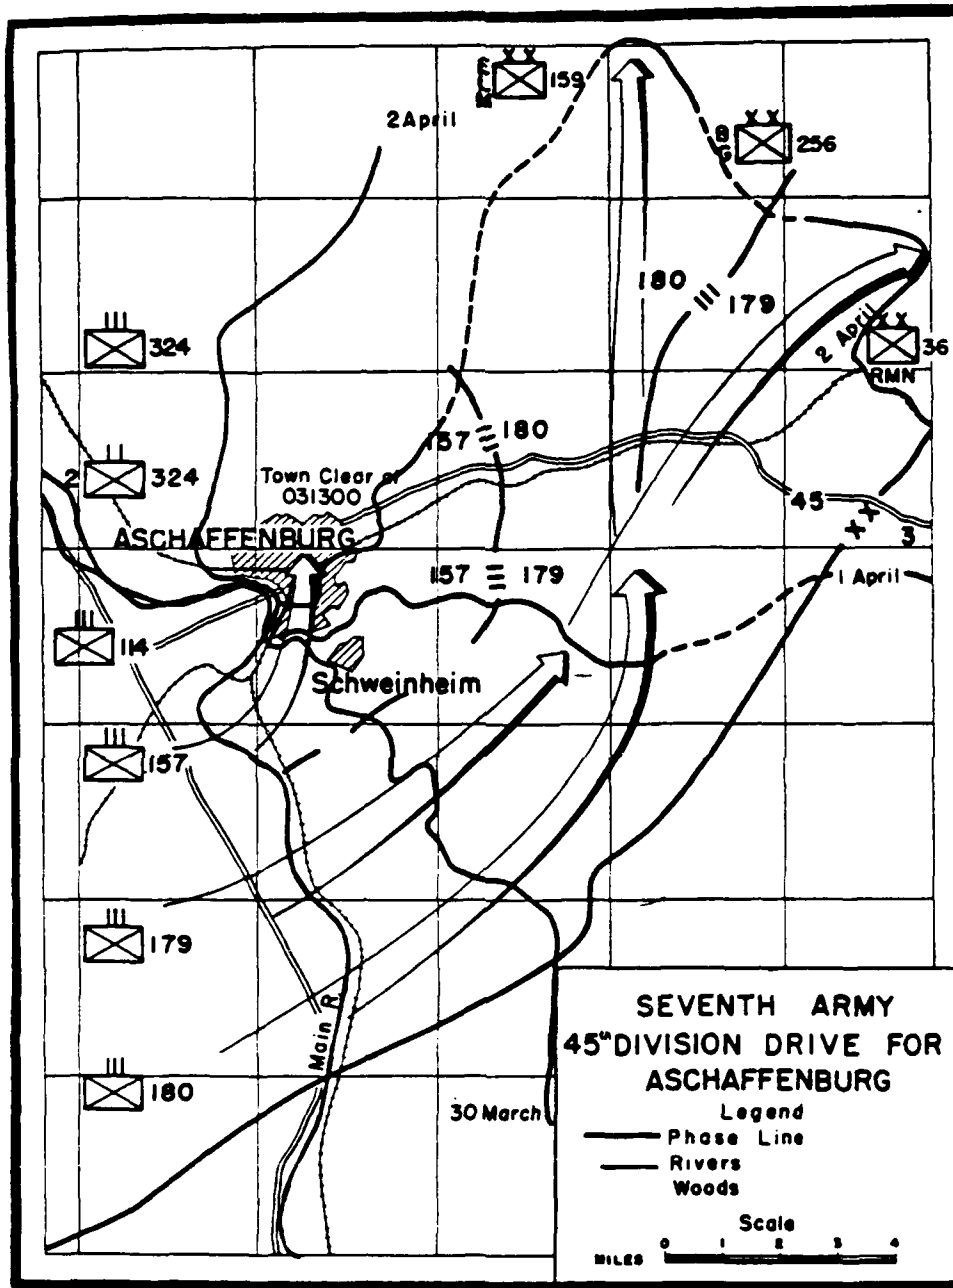 159
2 April
B
G
256
180
179
324
2 April
36
RMN
157
180
324
2
Town Clear of
031300
45
3
ASCHAFFENBURG
157
179
1 April
114
Schweinheim
157
179
Main R.
180
30 March
SEVENTH ARMY
45th DIVISION DRIVE FOR
ASCHAFFENBURG
Legend
Phase Line
Rivers
Woods
Scale
MILES 0 1 2 3 4